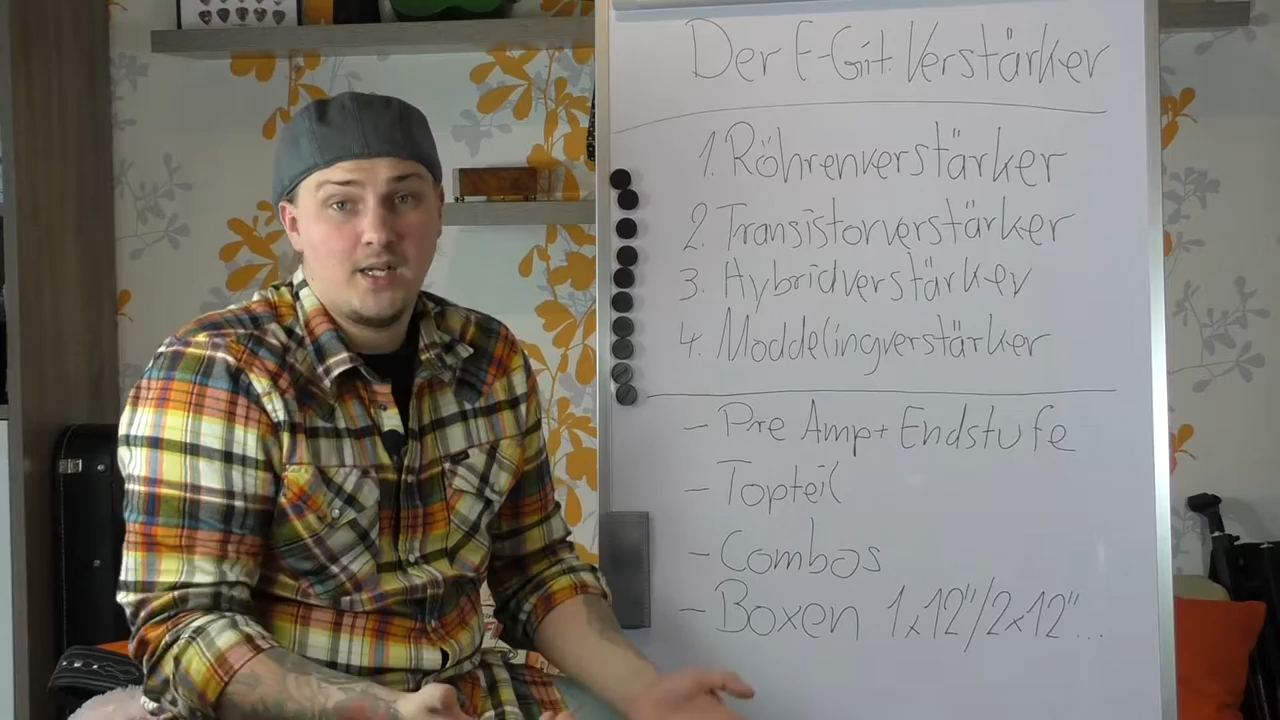 Der E-Git. Verstärker
1. Röhrenverstärker
2. Transistorverstärker
3. Hybridverstärker
4. Moddelingverstärker
- Pre Amp + Endstufe
- Topteil
- Combos
- Boxen 1x12"/2x12"...